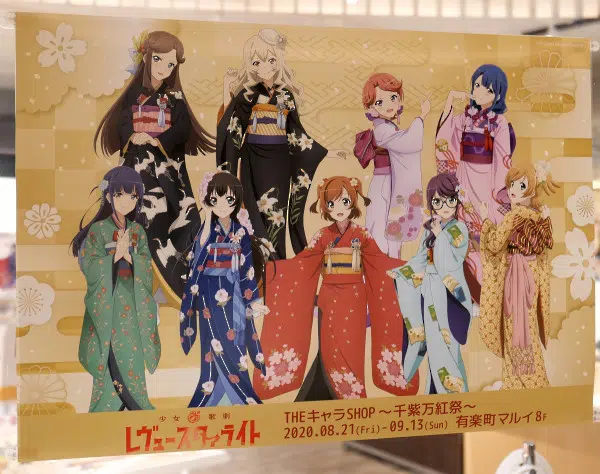 少女 歌劇
レヴュースタァライト
THEキャラSHOP ～千紫万紅祭～
2020.08.21(Fri)-09.13(Sun) 有楽町マルイ8F